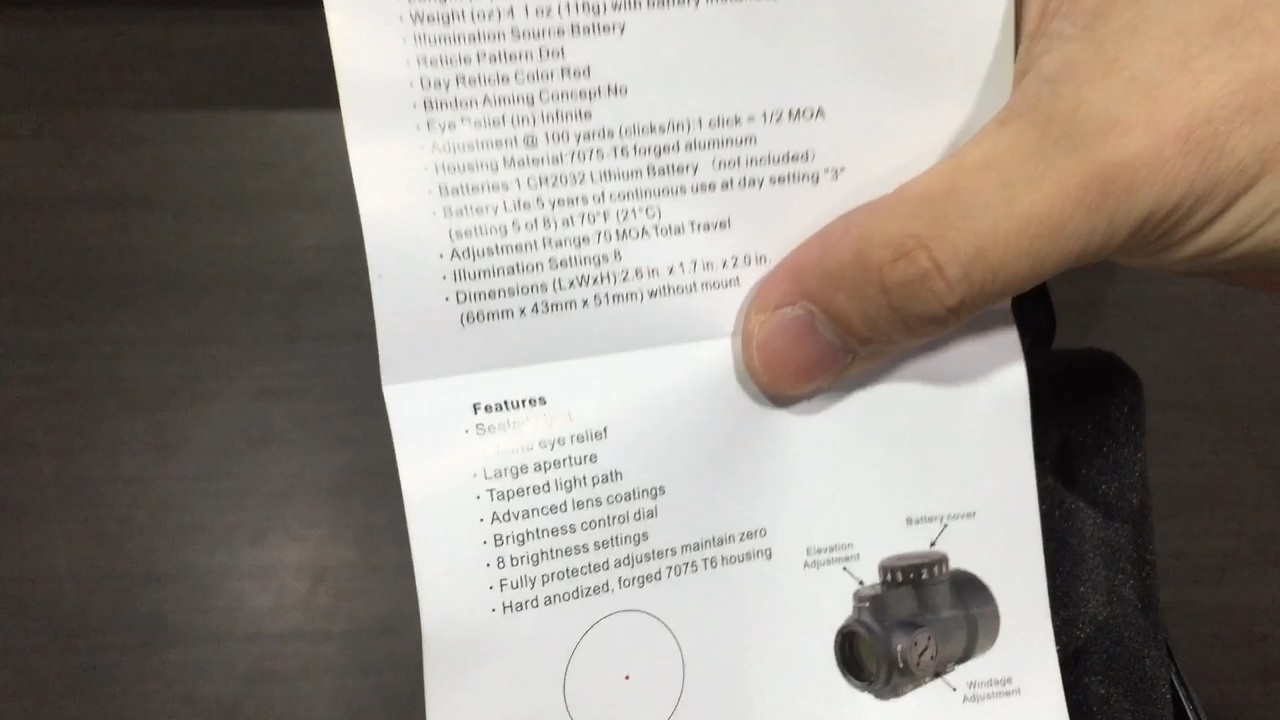 · Weight (oz):4.1 oz (116g) with battery
· Illumination Source:Battery
· Reticle Pattern:Dot
· Day Reticle Color:Red
· Bindon Aiming Concept:No
· Eye Relief (in):Infinite
· Adjustment @ 100 yards (clicks/in):1 click = 1/2 MOA
· Housing Material:7075-T6 forged aluminum
· Batteries:1 CR2032 Lithium Battery (not included)
· Battery Life:5 years of continuous use at day setting "3"
(setting 5 of 8) at 70°F (21°C)
· Adjustment Range:70 MOA Total Travel
· Illumination Settings:8
· Dimensions (LxWxH):2.6 in. x 1.7 in. x 2.0 in.
(66mm x 43mm x 51mm) without mount
Features
eye relief
· Large aperture
· Tapered light path
· Advanced lens coatings
· Brightness control dial
· 8 brightness settings
· Fully protected adjusters maintain zero
· Hard anodized, forged 7075 T6 housing
Battery cover
Elevation
Adjustment
Windage
Adjustment